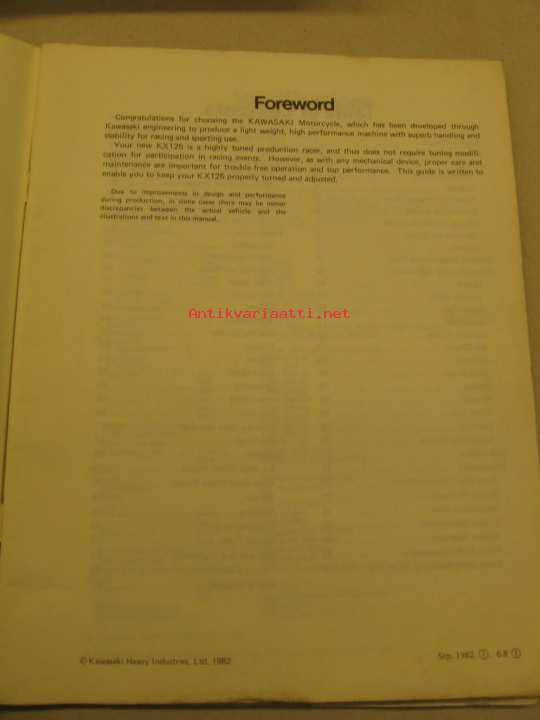 Foreword
Congratulations for choosing the KAWASAKI Motorcycle, which has been developed through
Kawasaki engineering to produce a light weight, high performance machine with superb handling and
stability for racing and sporting use.
Your new KX125 is a highly tuned production racer, and thus does not require tuning modifi-
cation for participation in racing events. However, as with any mechanical device, proper care and
maintenance are important for trouble-free operation and top performance. This guide is written to
enable you to keep your KX125 properly turned and adjusted.
Due to improvements in design and performance
during production, in some cases there may be minor
discrepancies between the actual vehicle and the
illustrations and text in this manual.
Antikvariaatti.net
© Kawasaki Heavy Industries, Ltd. 1982
Sep. 1982 ①. 6.8 ①